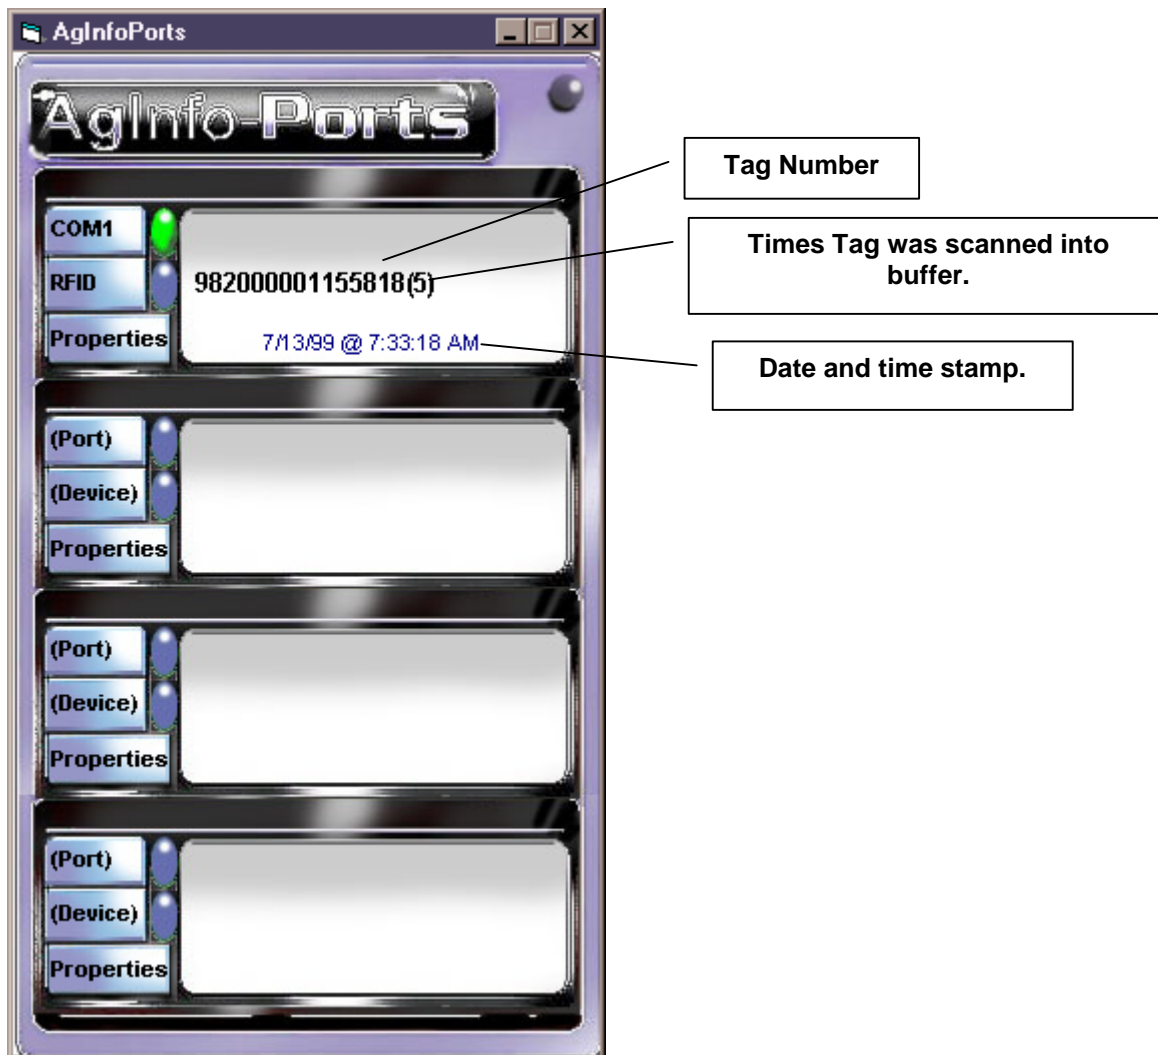 AgInfoPorts
AgInfo-Ports
Tag Number
COM1
Times Tag was scanned into
buffer.
RFID
982000001155818(5)
Properties
7/13/99 @ 7:33:18 AM
Date and time stamp.
(Port)
(Device)
Properties
(Port)
(Device)
Properties
(Port)
(Device)
Properties